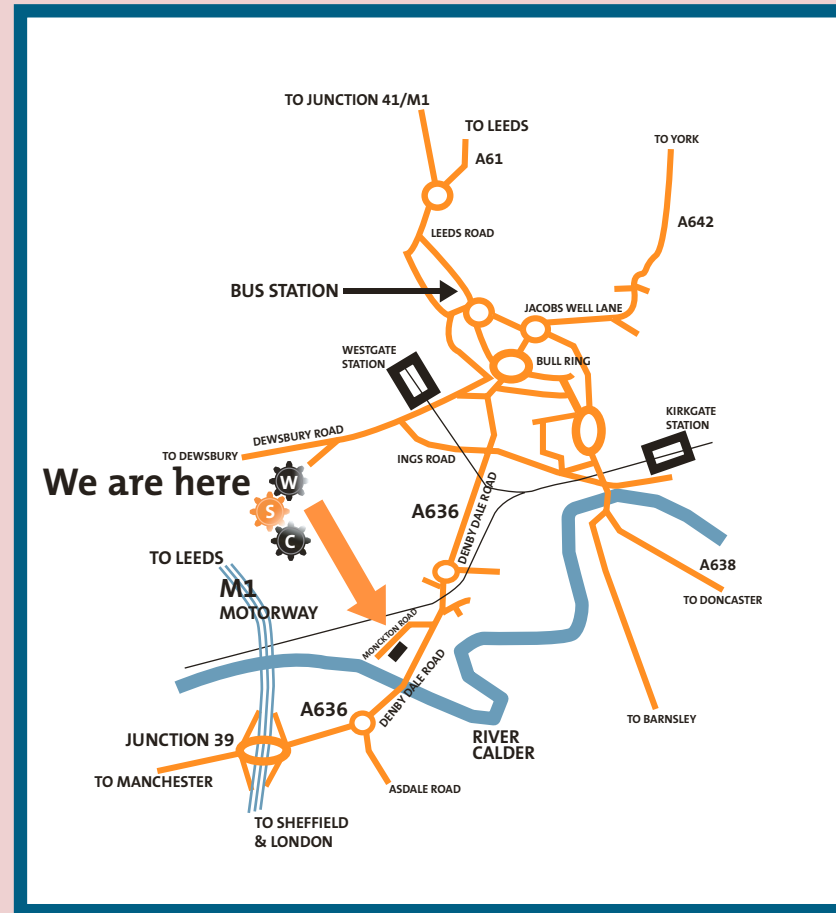 TO JUNCTION 41/M1
TO LEEDS
A61
TO YORK
A642
LEEDS ROAD
BUS STATION
JACOBS WELL LANE
WESTGATE
STATION
BULL RING
KIRKGATE
STATION
DEWSBURY ROAD
TO DEWSBURY
INGS ROAD
We are here
W
S
C
A636
DENBY DALE ROAD
TO LEEDS
M1
MOTORWAY
A638
TO DONCASTER
MONCKTON ROAD
DENBY DALE ROAD
A636
TO BARNSLEY
RIVER
CALDER
JUNCTION 39
TO MANCHESTER
ASDALE ROAD
TO SHEFFIELD
& LONDON